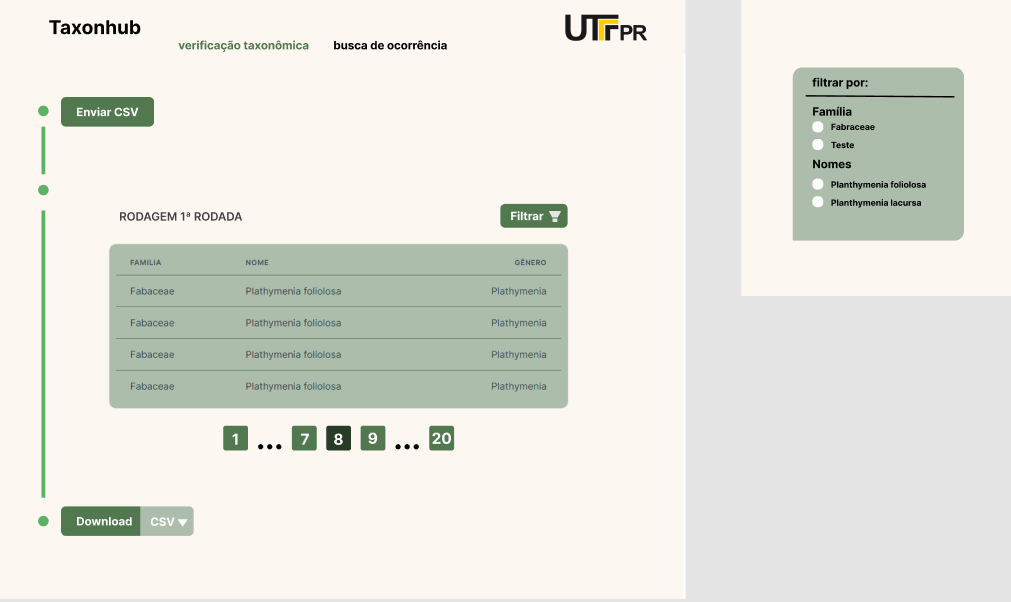 Taxonhub
UTFPR
verificação taxonômica busca de ocorrência
Enviar CSV
RODAGEM 1ª RODADA
Filtrar
FAMILIA NOME GÊNERO
Fabaceae Plathymenia foliolosa Plathymenia
Fabaceae Plathymenia foliolosa Plathymenia
Fabaceae Plathymenia foliolosa Plathymenia
Fabaceae Plathymenia foliolosa Plathymenia
1 ... 7 8 9 ... 20
Download CSV
filtrar por:
Família
Fabraceae
Teste
Nomes
Planthymenia foliolosa
Planthymenia lacursa